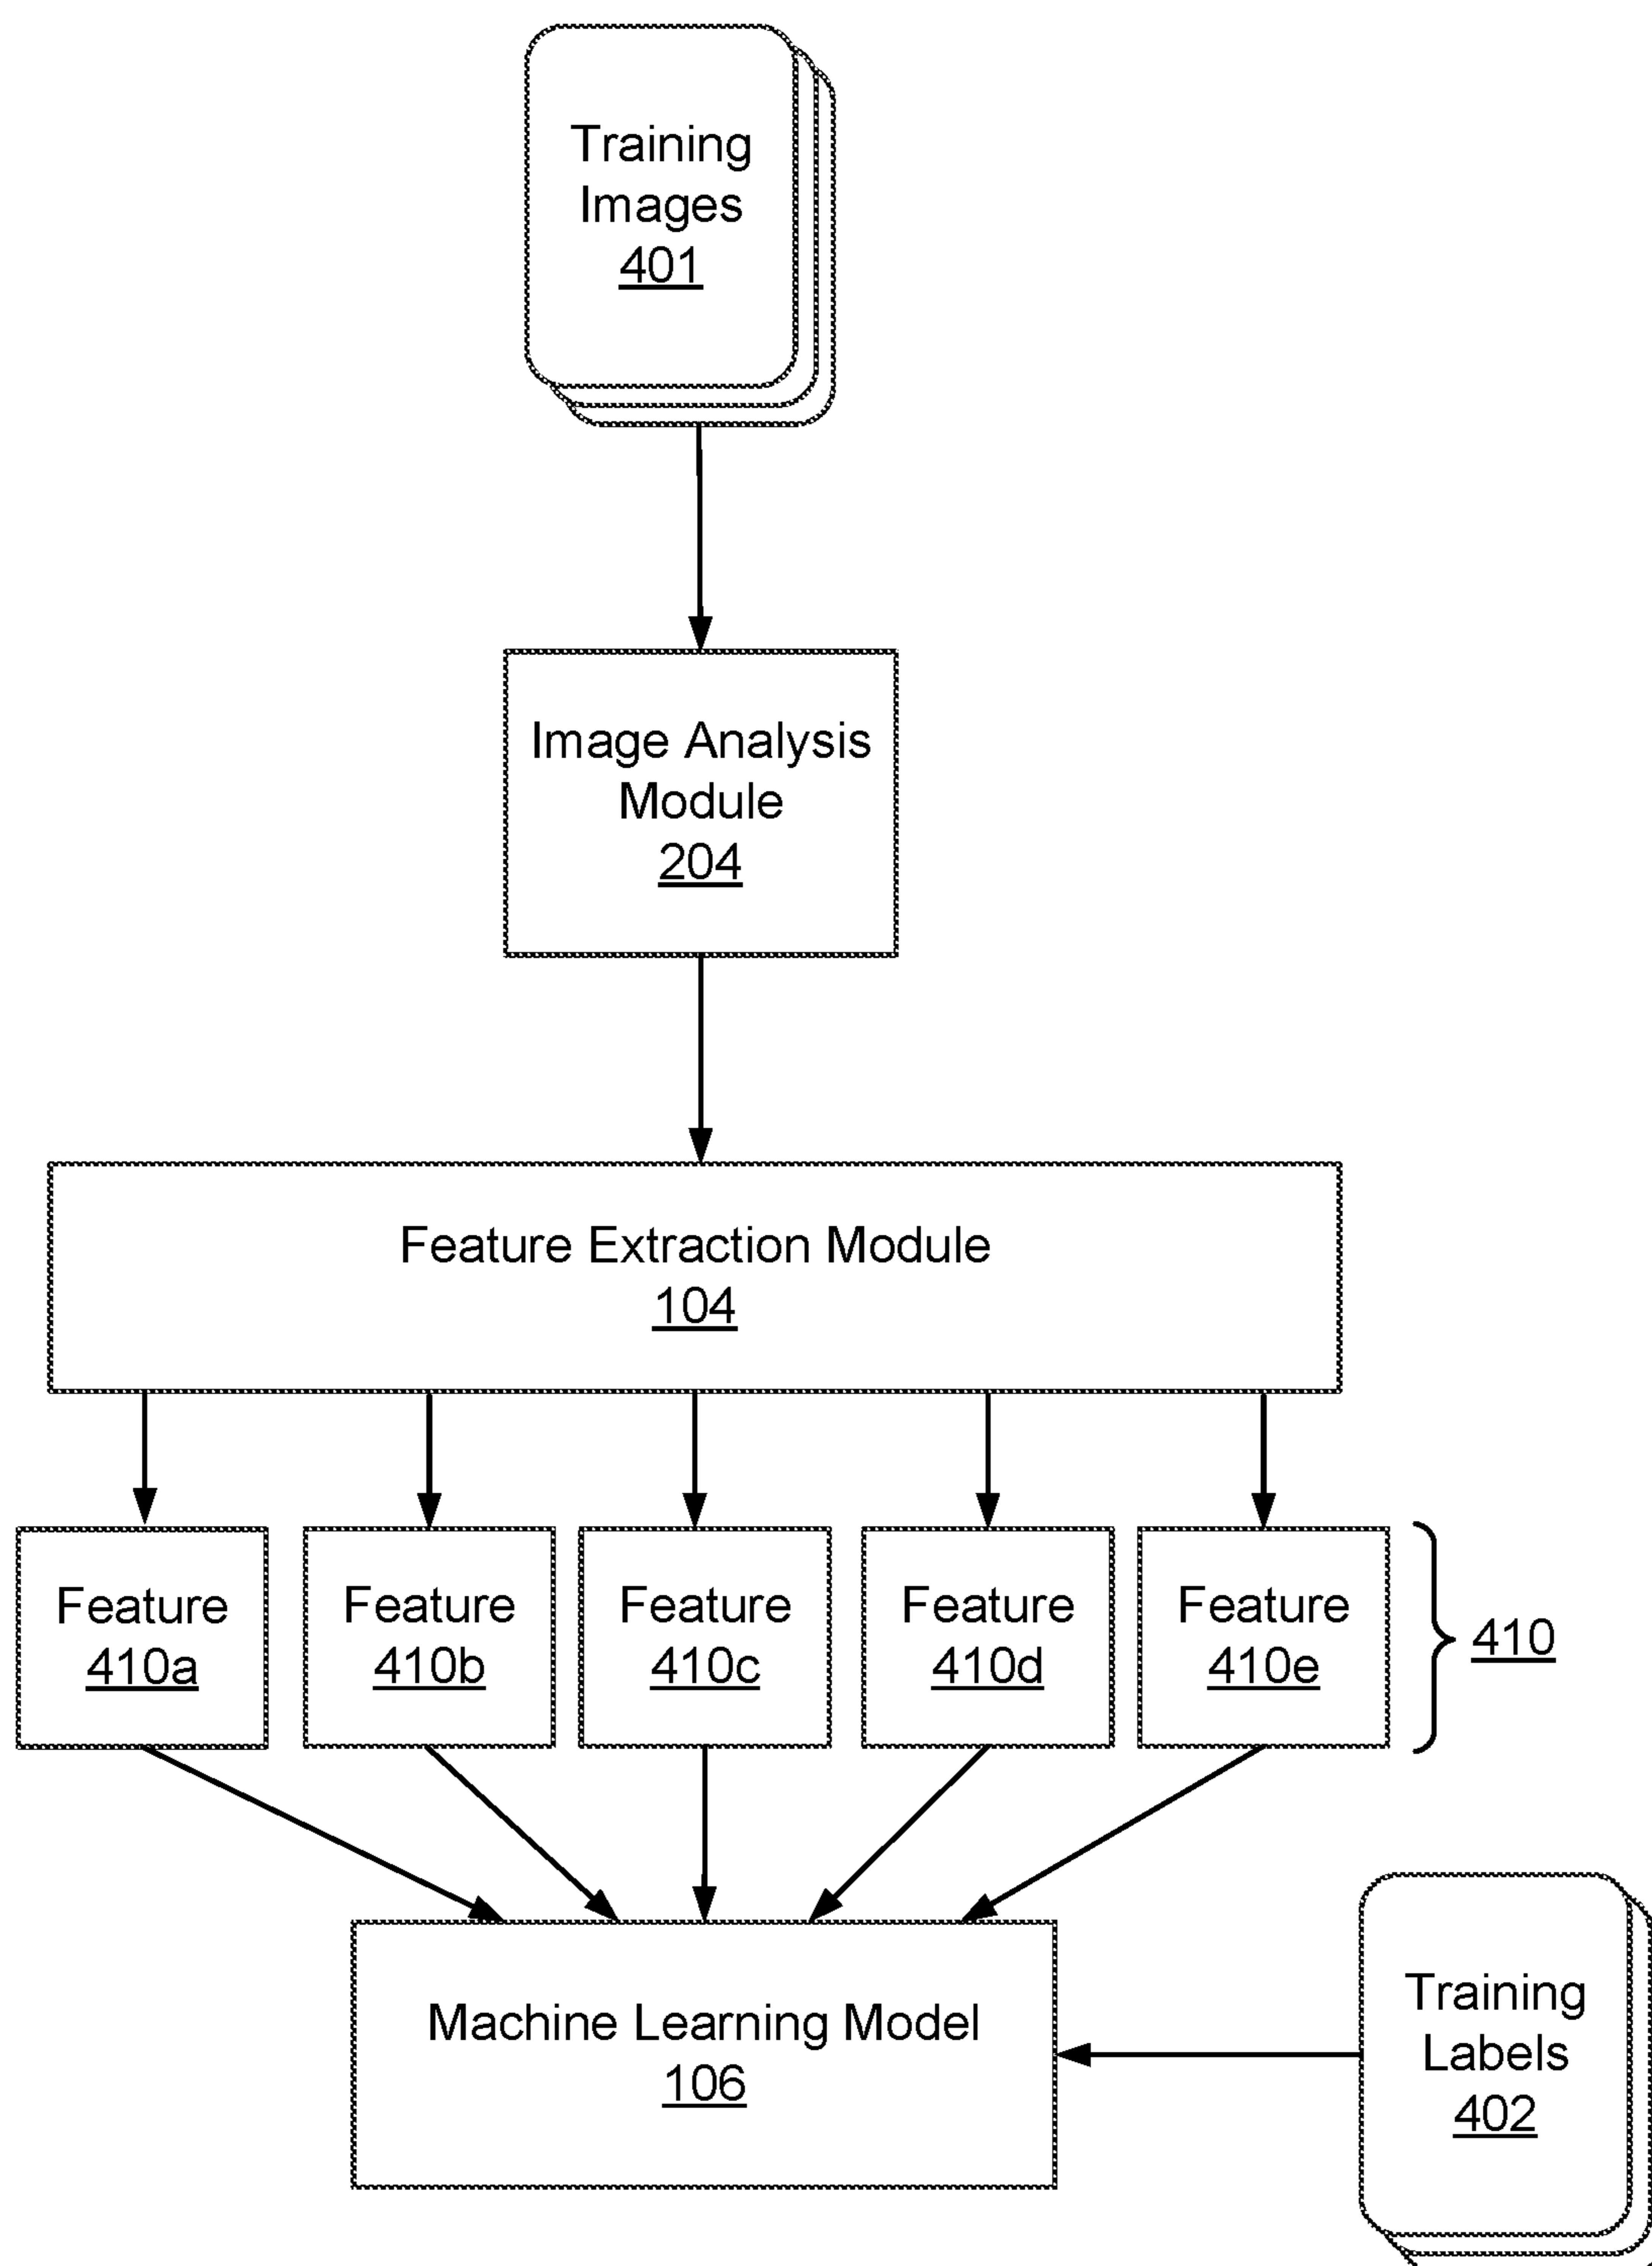 Training
Images
401
Image Analysis
Module
204
Feature Extraction Module
104
Feature
410a
Feature
410b
Feature
410c
Feature
410d
Feature
410e
410
Machine Learning Model
106
Training
Labels
402